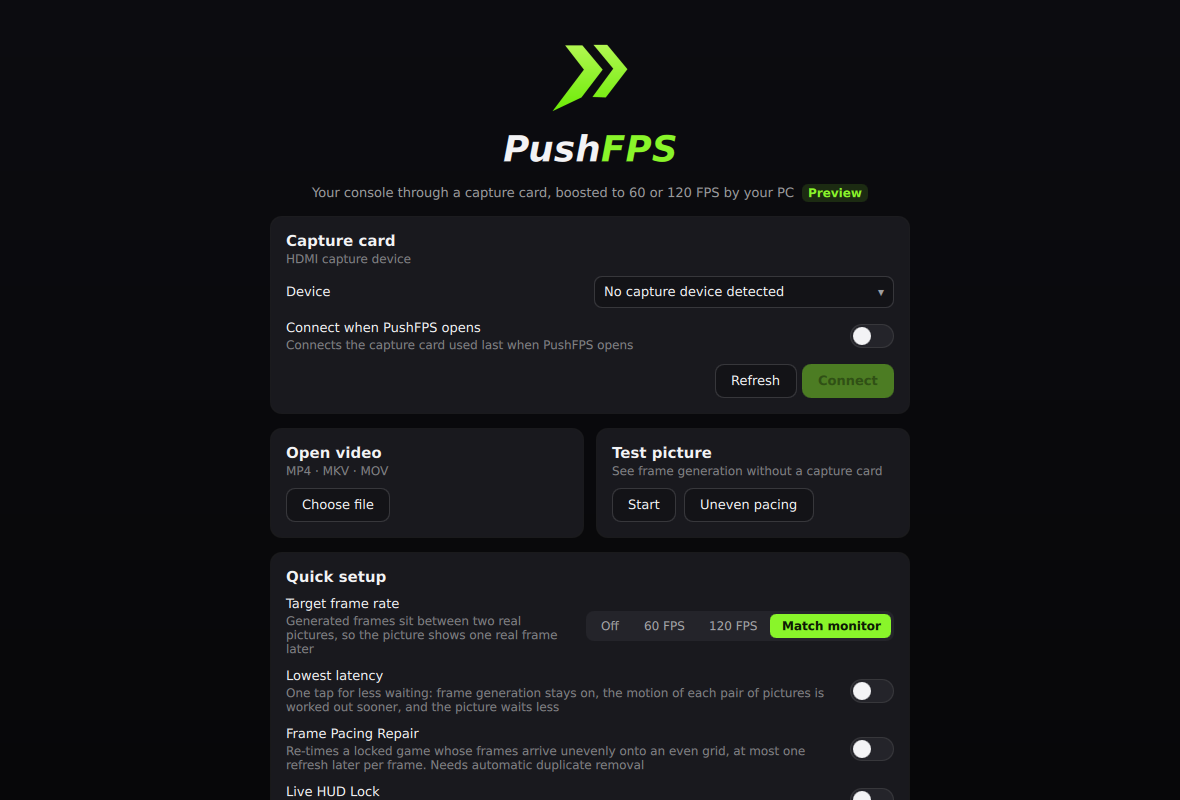 PushFPS
Your console through a capture card, boosted to 60 or 120 FPS by your PC Preview
Capture card
HDMI capture device
Device No capture device detected
Connect when PushFPS opens
Connects the capture card used last when PushFPS opens
Refresh Connect
Open video
MP4 · MKV · MOV
Choose file
Test picture
See frame generation without a capture card
Start Uneven pacing
Quick setup
Target frame rate
Generated frames sit between two real
pictures, so the picture shows one real frame
later
Off 60 FPS 120 FPS Match monitor
Lowest latency
One tap for less waiting: frame generation stays on, the motion of each pair of pictures is
worked out sooner, and the picture waits less
Frame Pacing Repair
Re-times a locked game whose frames arrive unevenly onto an even grid, at most one
refresh later per frame. Needs automatic duplicate removal
Live HUD Lock